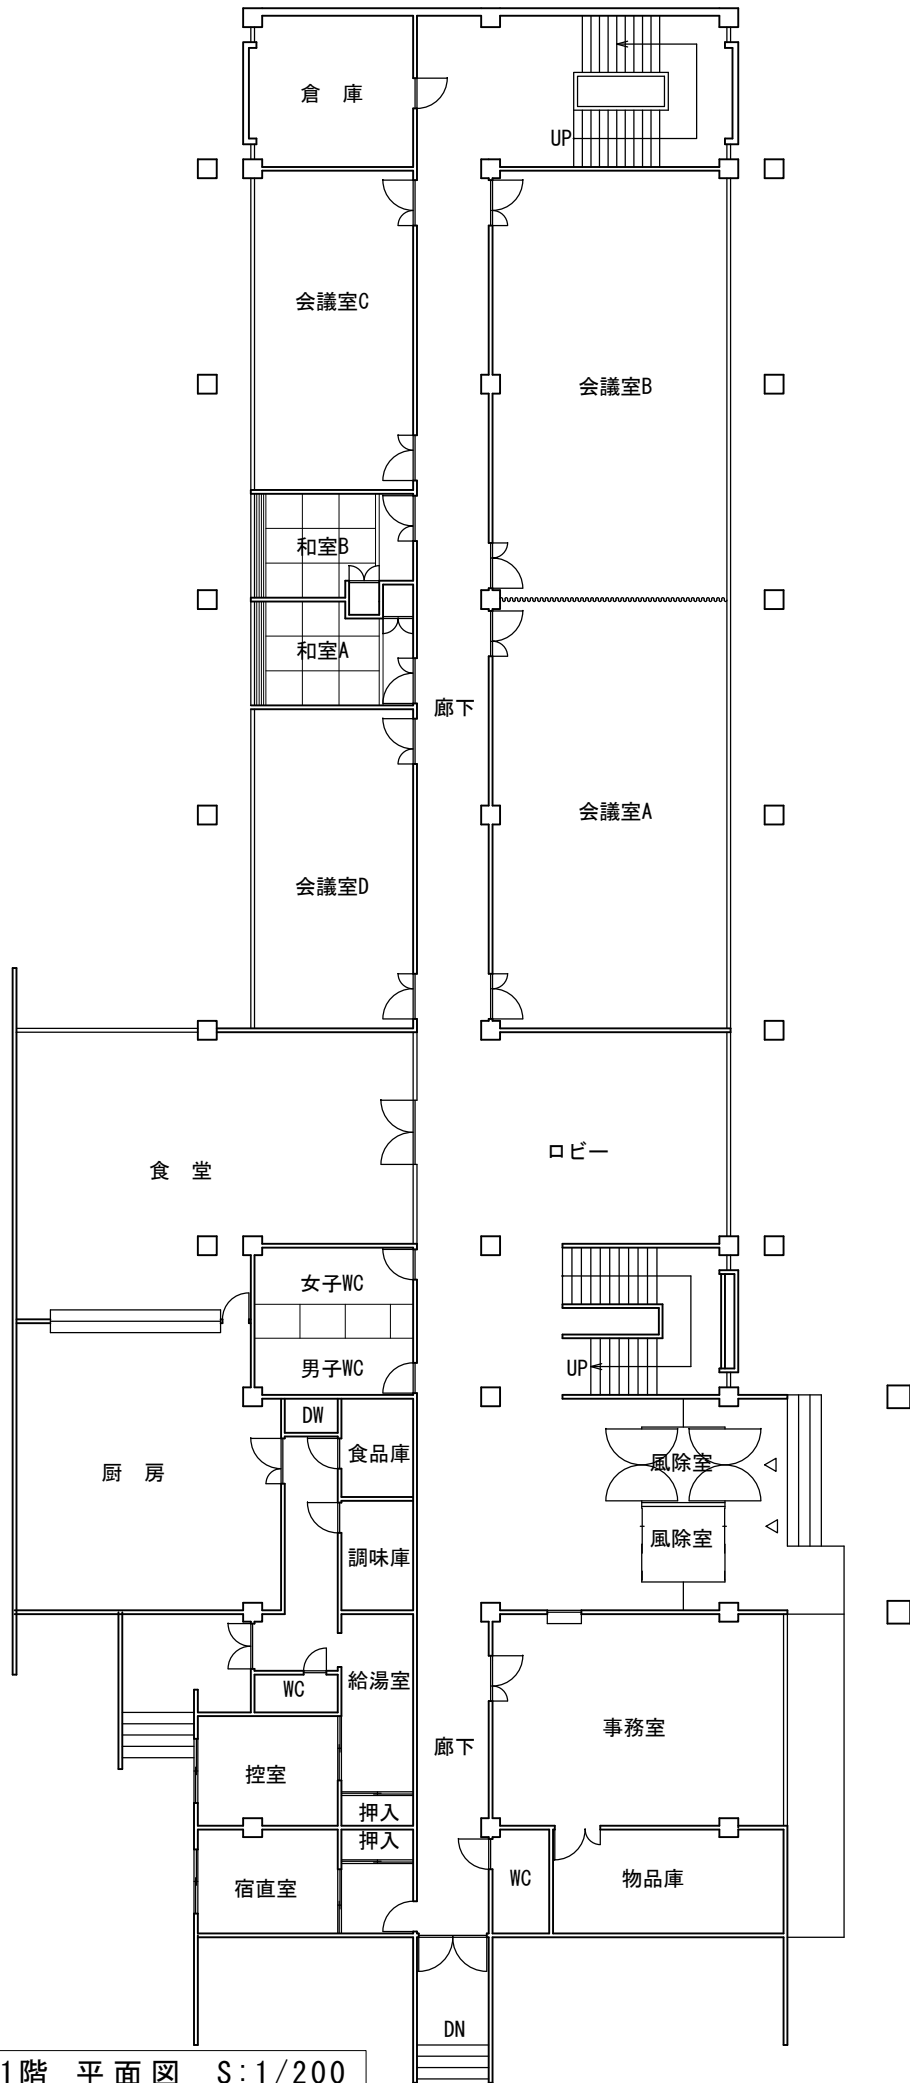 倉 庫
UP
会議室C
会議室B
和室B
和室A
廊下
会議室A
会議室D
ロビー
食 堂
女子WC
男子WC
UP
DW
食品庫
風除室
厨 房
風除室
調味庫
給湯室
WC
事務室
廊下
控室
押入
押入
WC
物品庫
宿直室
DN
1階 平面図 S:1/200